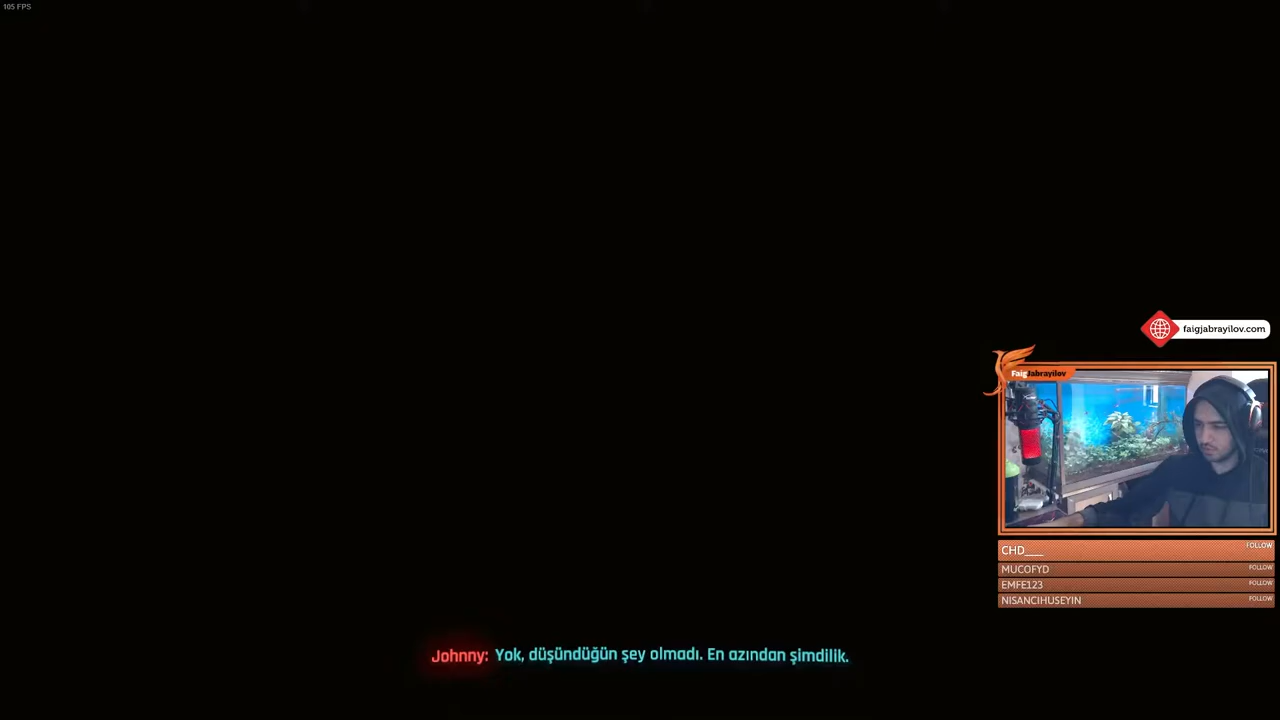 105 FPS
faigjabrayilov.com
FaigJabrayilov
CHD___ FOLLOW
MUCOFYD FOLLOW
EMFE123 FOLLOW
NISANCIHUSEYIN FOLLOW
Johnny: Yok, düşündüğün şey olmadı. En azından şimdilik.